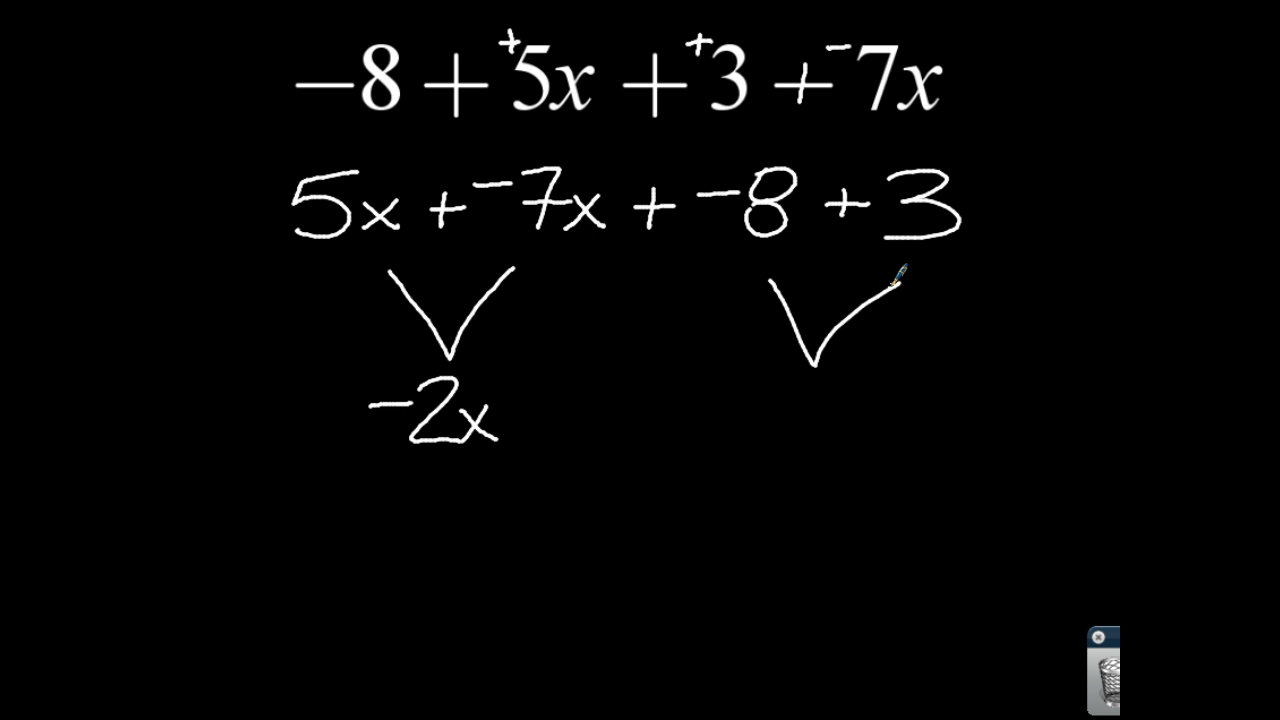 −8 + ⁺5x + ⁺3 + ⁻7x
5x + ⁻7x + ⁻8 + 3
⁻2x